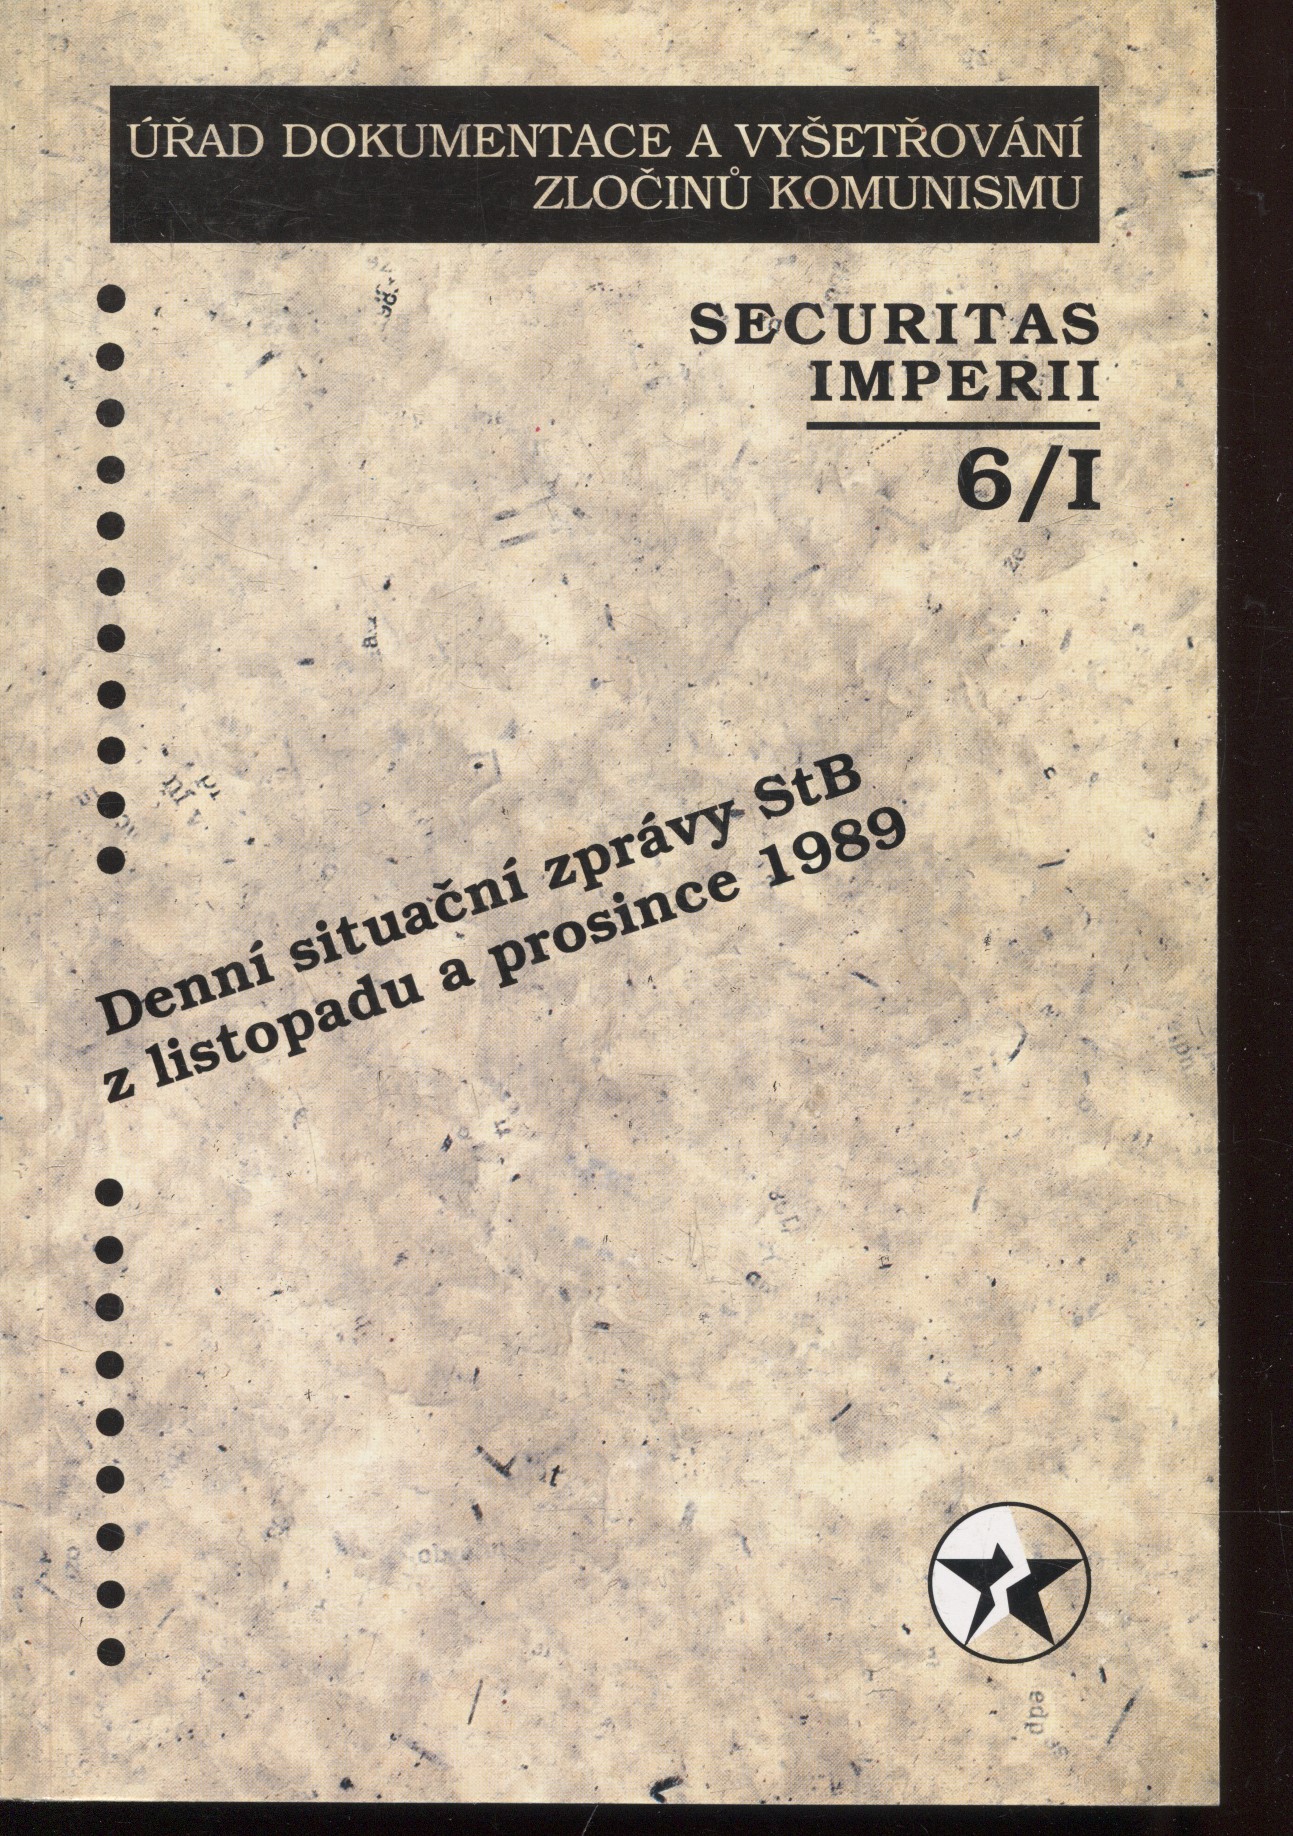 ÚŘAD DOKUMENTACE A VYŠETŘOVÁNÍ
ZLOČINŮ KOMUNISMU
SECURITAS
IMPERII
6/I
Denní situační zprávy StB
z listopadu a prosince 1989